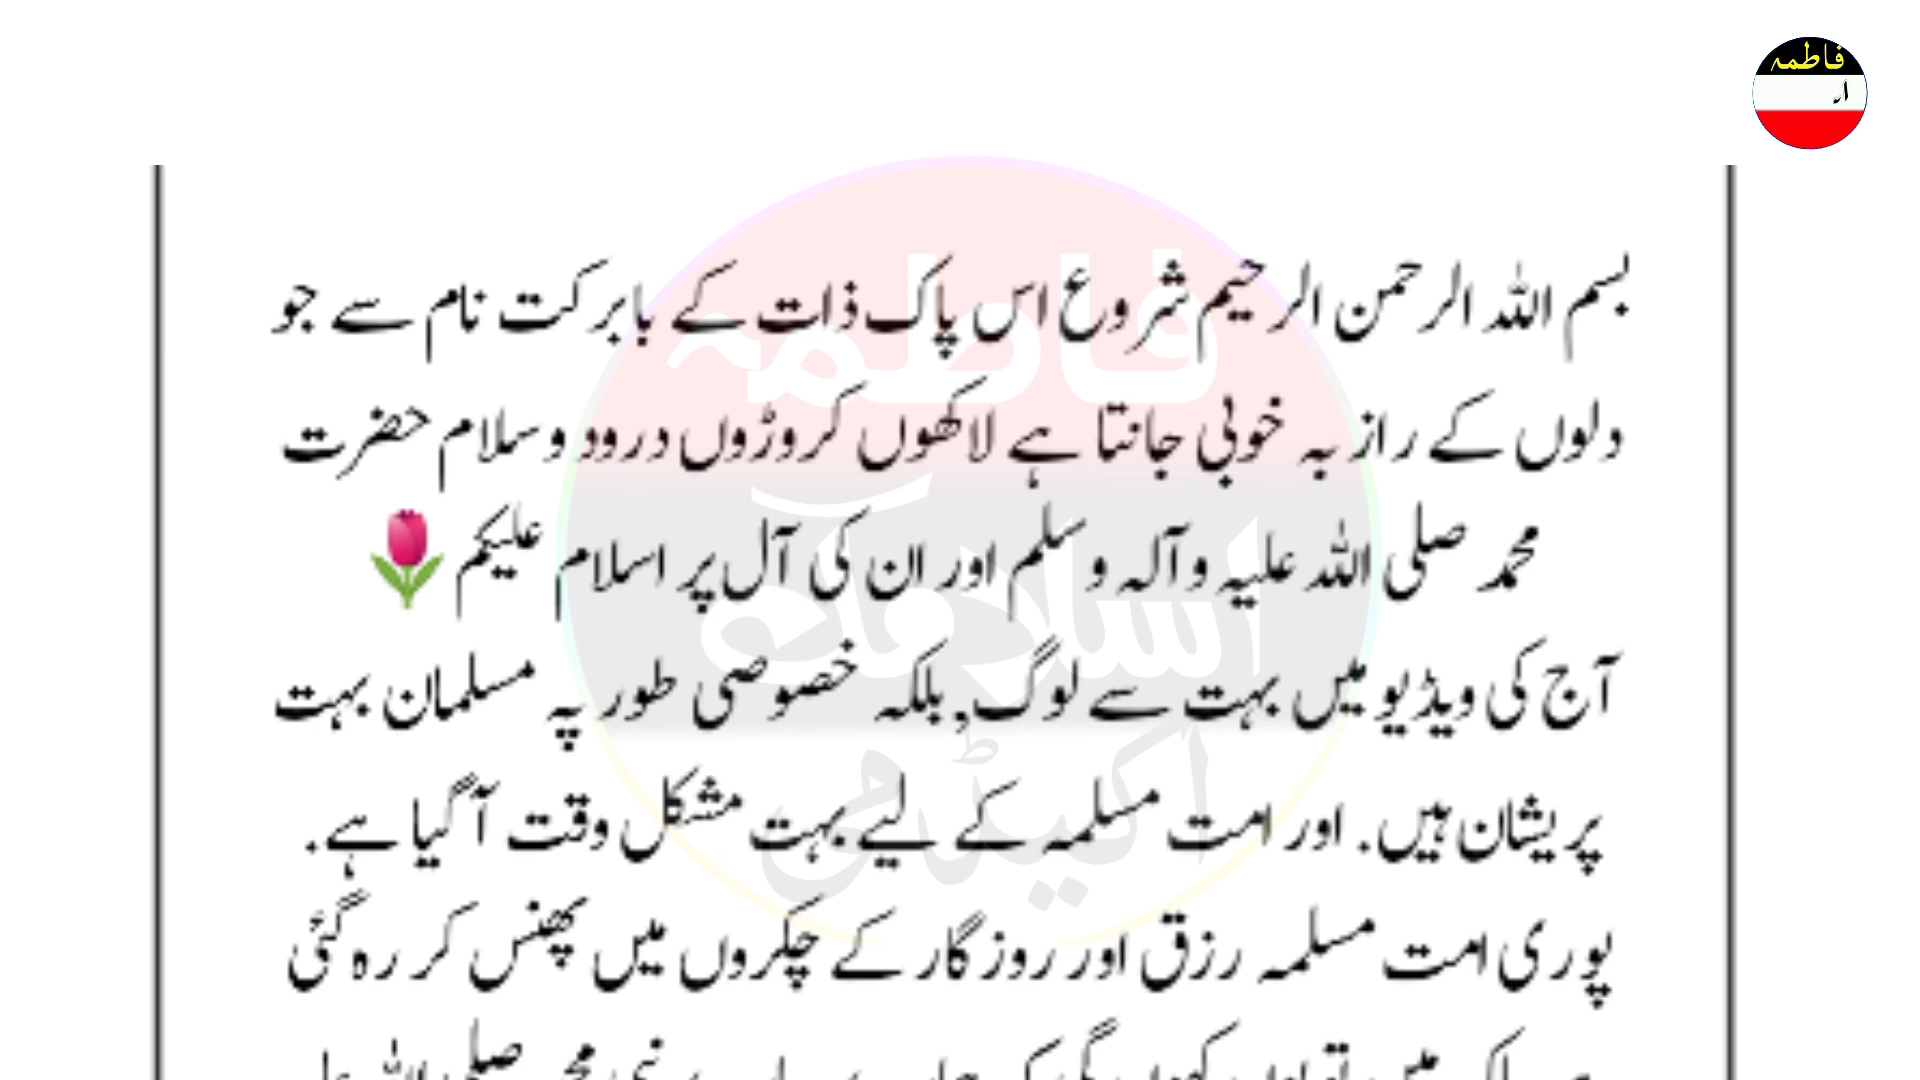 فاطمہ
بسم اللہ الرحمن الرحیم شروع اس پاک ذات کے بابرکت نام سے جو
دلوں کے راز بہ خوبی جانتا ہے لاکھوں کروڑوں درود و سلام حضرت
محمد صلی اللہ علیہ وآلہ وسلم اور ان کی آل پر اسلام علیکم🌷
آج کی ویڈیو میں بہت سے لوگ, بلکہ خصوصی طور پہ مسلمان بہت
پریشان ہیں. اور امت مسلمہ کے لیے بہت مشکل وقت آگیا ہے.
پوری امت مسلمہ رزق اور روزگار کے چکروں میں پھنس کر رہ گئی
فاطمہ
اسلامک
اکیڈمی